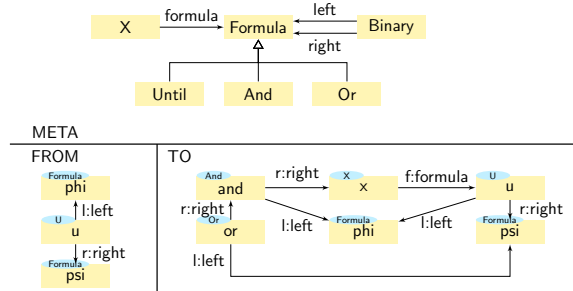 formula
left
X
Formula
Binary
right
Until
And
Or
META
FROM
TO
Formula
phi
l:left
U
u
r:right
Formula
psi
And
and
r:right
X
x
f:formula
U
u
r:right
Or
or
l:left
Formula
phi
l:left
r:right
Formula
psi
l:left